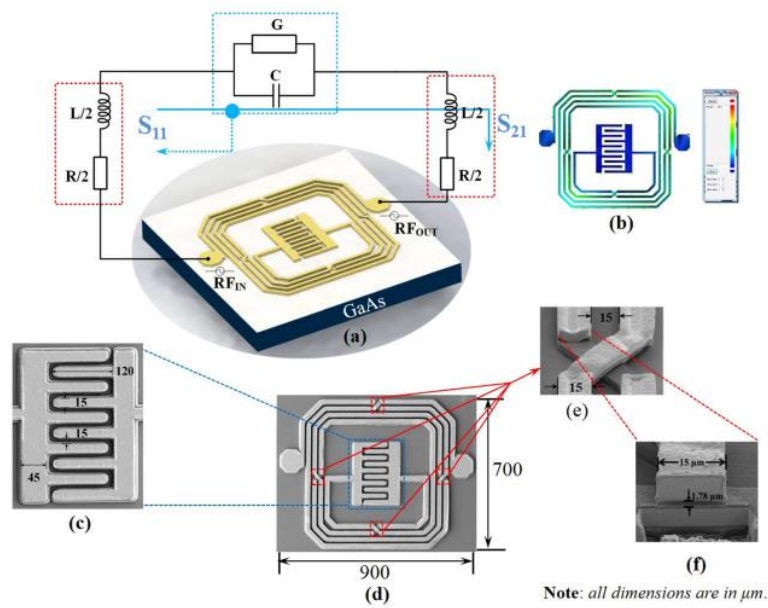 G
C
L/2
L/2
S11
S21
R/2
R/2
RFOUT
RFIN
GaAs
(a)
(b)
120
15
15
45
(c)
700
900
(d)
15
15
(e)
15 μm
1.78 μm
(f)
Note: all dimensions are in μm.